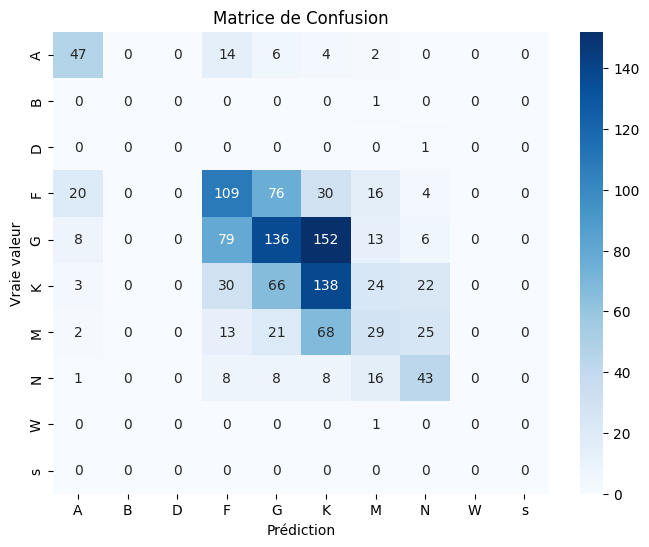 Matrice de Confusion
A 47 0 0 14 6 4 2 0 0 0
B 0 0 0 0 0 0 1 0 0 0
D 0 0 0 0 0 0 0 1 0 0
F 20 0 0 109 76 30 16 4 0 0
G 8 0 0 79 136 152 13 6 0 0
K 3 0 0 30 66 138 24 22 0 0
M 2 0 0 13 21 68 29 25 0 0
N 1 0 0 8 8 8 16 43 0 0
W 0 0 0 0 0 0 1 0 0 0
s 0 0 0 0 0 0 0 0 0 0
A B D F G K M N W s
Prédiction
Vraie valeur
140
120
100
80
60
40
20
0